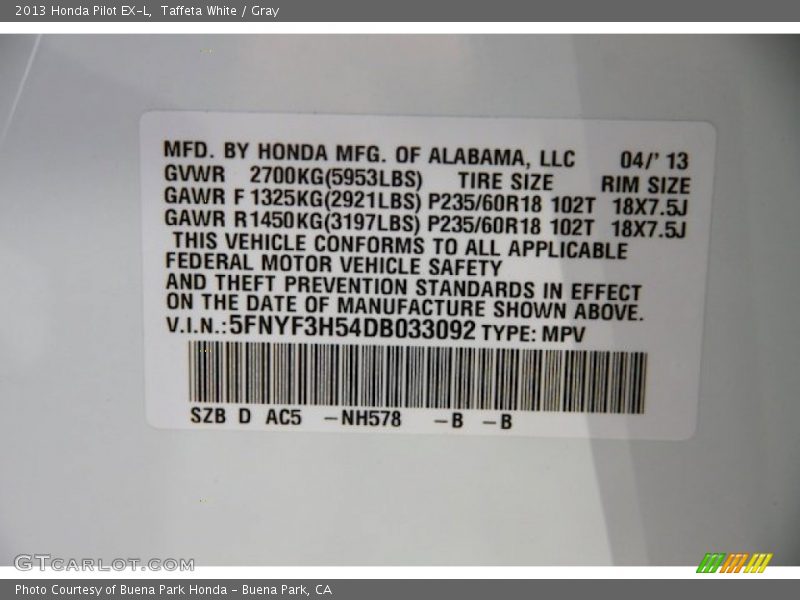 2013 Honda Pilot EX-L, Taffeta White / Gray
MFD. BY HONDA MFG. OF ALABAMA, LLC 04/' 13
GVWR 2700KG(5953LBS) TIRE SIZE RIM SIZE
GAWR F 1325KG(2921LBS) P235/60R18 102T 18X7.5J
GAWR R1450KG(3197LBS) P235/60R18 102T 18X7.5J
THIS VEHICLE CONFORMS TO ALL APPLICABLE
FEDERAL MOTOR VEHICLE SAFETY
AND THEFT PREVENTION STANDARDS IN EFFECT
ON THE DATE OF MANUFACTURE SHOWN ABOVE.
V.I.N.:5FNYF3H54DB033092 TYPE: MPV
SZB D AC5 -NH578 -B -B
GTCARLOT.COM
Photo Courtesy of Buena Park Honda - Buena Park, CA